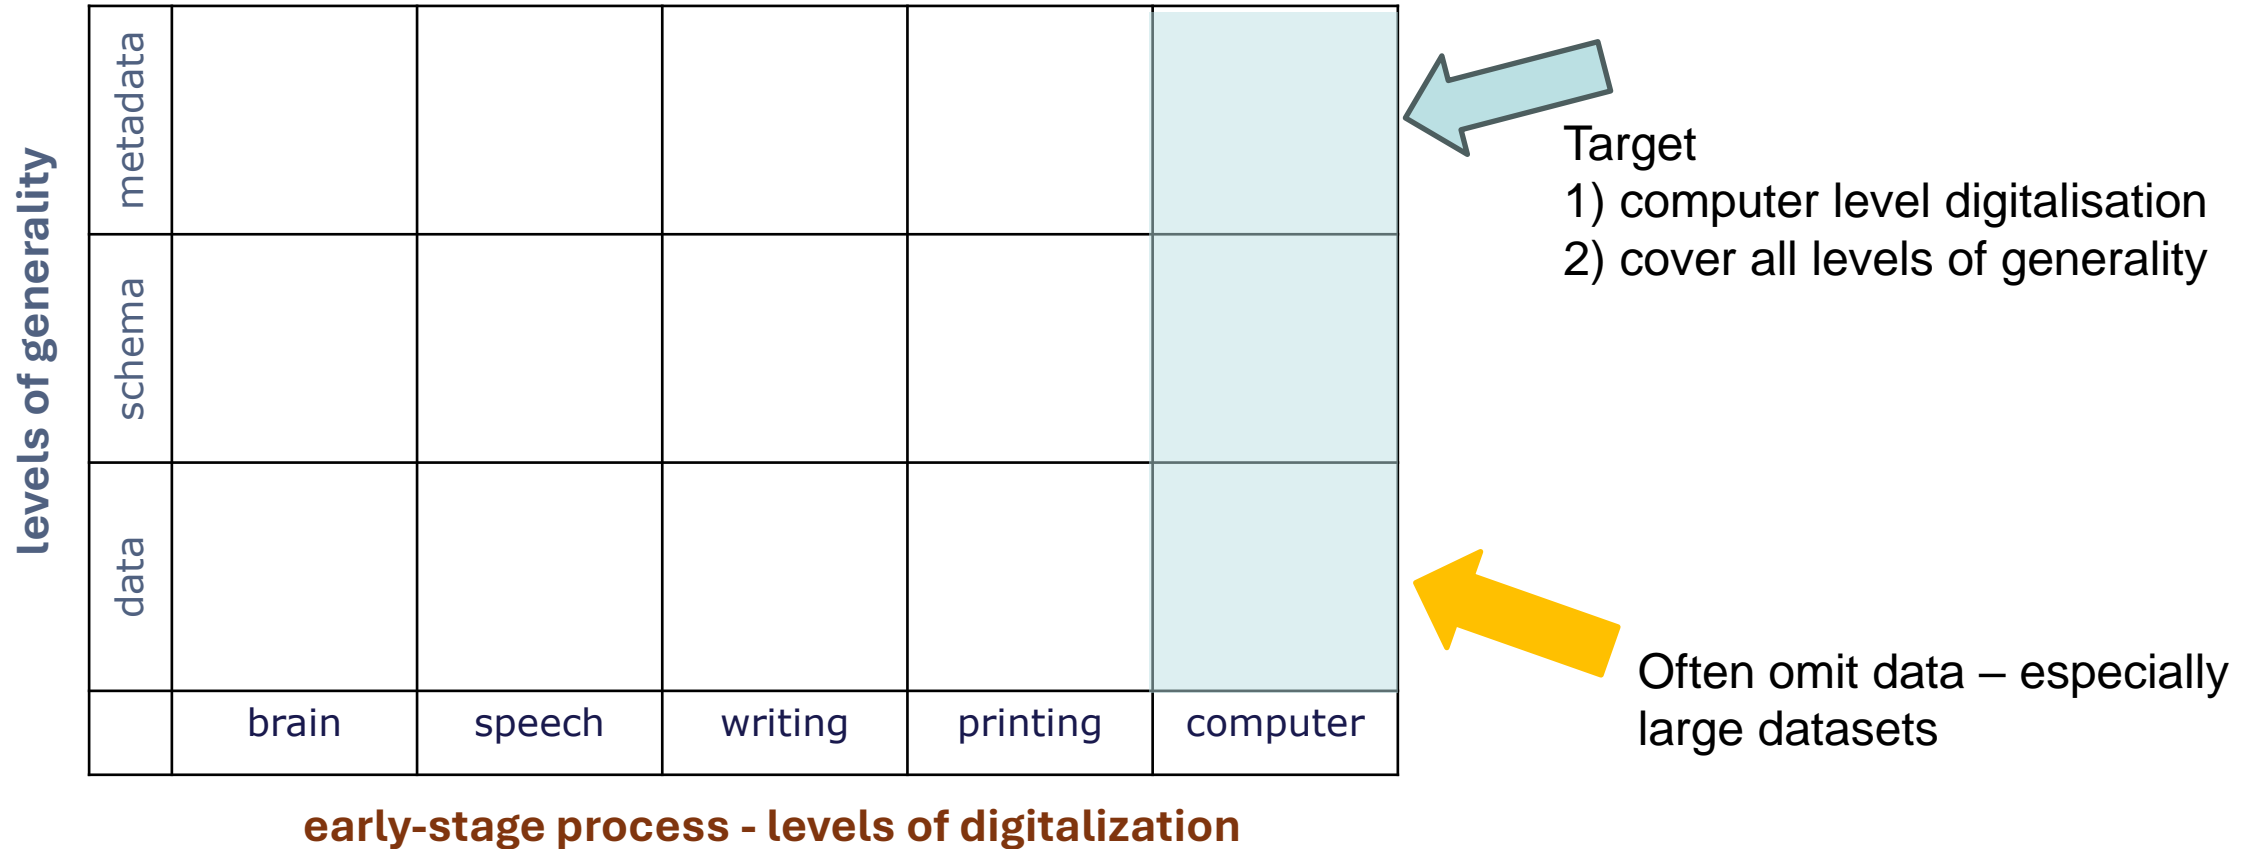 levels of generality
metadata
schema
data
brain
speech
writing
printing
computer
early-stage process - levels of digitalization
Target
1) computer level digitalisation
2) cover all levels of generality
Often omit data – especially
large datasets